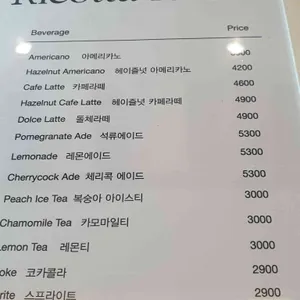 Ricotta
Beverage Price
Americano 아메리카노
Hazelnut Americano 헤이즐넛 아메리카노 4200
Cafe Latte 카페라떼 4600
Hazelnut Cafe Latte 헤이즐넛 카페라떼 4900
Dolce Latte 돌체라떼 4900
Pomegranate Ade 석류에이드 5300
Lemonade 레몬에이드 5300
Cherrycock Ade 체리콕 에이드 5300
Peach Ice Tea 복숭아 아이스티 3000
Chamomile Tea 카모마일티 3000
Lemon Tea 레몬티 3000
oke 코카콜라 2900
rite 스프라이트 2900